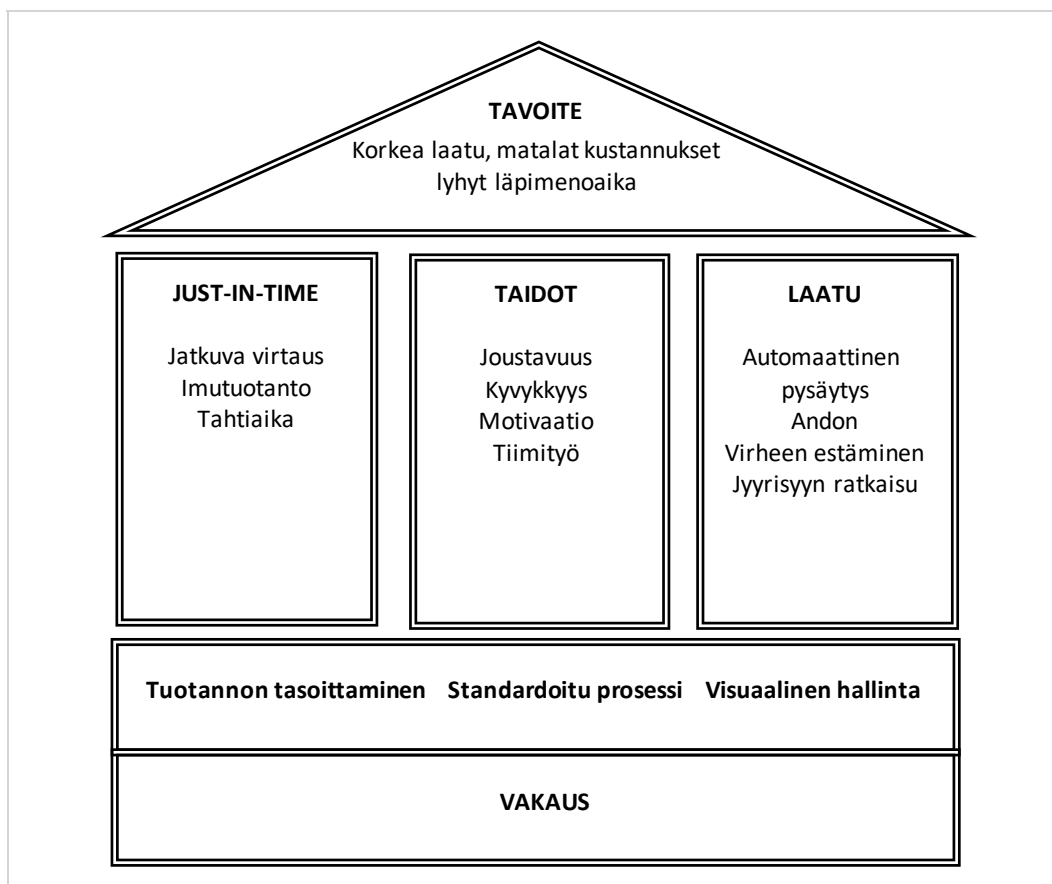 TAVOITE
Korkea laatu, matalat kustannukset
lyhyt läpimenoaika
JUST-IN-TIME
Jatkuva virtaus
Imutuotanto
Tahtiaika
TAIDOT
Joustavuus
Kyvykkyys
Motivaatio
Tiimityö
LAATU
Automaattinen
pysäytys
Andon
Virheen estäminen
Jyyrisyyn ratkaisu
Tuotannon tasoittaminen Standardoitu prosessi Visuaalinen hallinta
VAKAUS